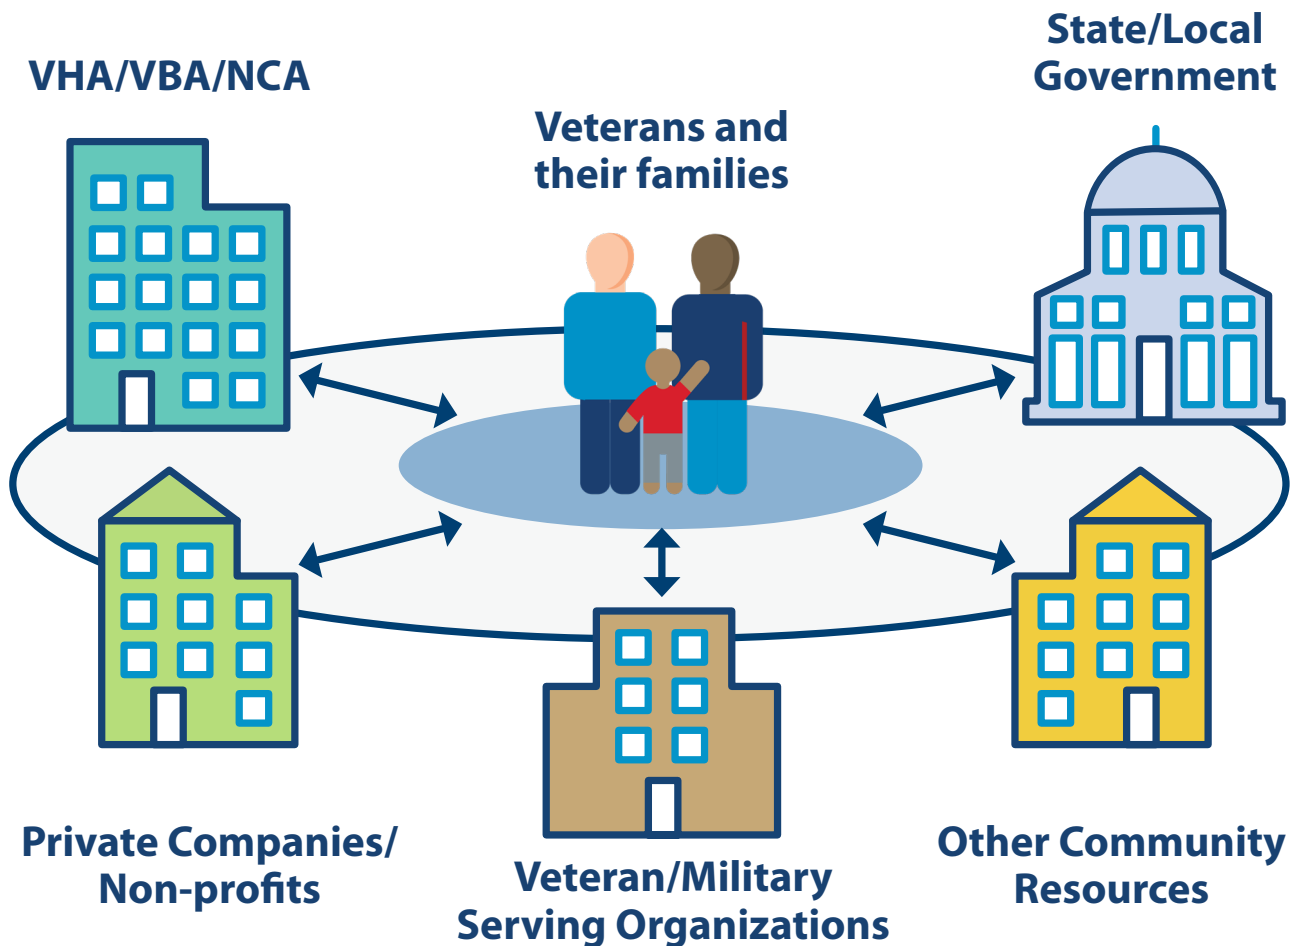 VHA/VBA/NCA
Veterans and
their families
State/Local
Government
Private Companies/
Non-profits
Veteran/Military
Serving Organizations
Other Community
Resources